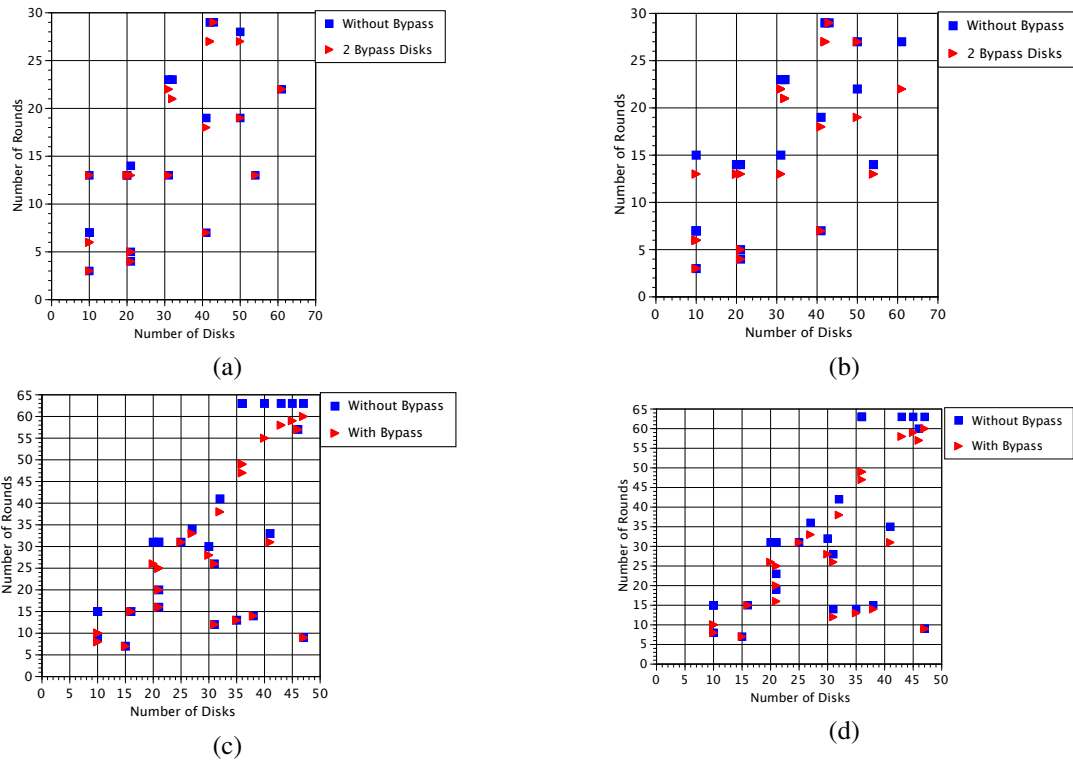 30
25
20
15
10
5
0
Number of Rounds
0 10 20 30 40 50 60 70
Number of Disks
Without Bypass
2 Bypass Disks
(a)
30
25
20
15
10
5
0
Number of Rounds
0 10 20 30 40 50 60 70
Number of Disks
Without Bypass
2 Bypass Disks
(b)
65
60
55
50
45
40
35
30
25
20
15
10
5
0
Number of Rounds
0 5 10 15 20 25 30 35 40 45 50
Number of Disks
Without Bypass
With Bypass
(c)
65
60
55
50
45
40
35
30
25
20
15
10
5
0
Number of Rounds
0 5 10 15 20 25 30 35 40 45 50
Number of Disks
Without Bypass
With Bypass
(d)